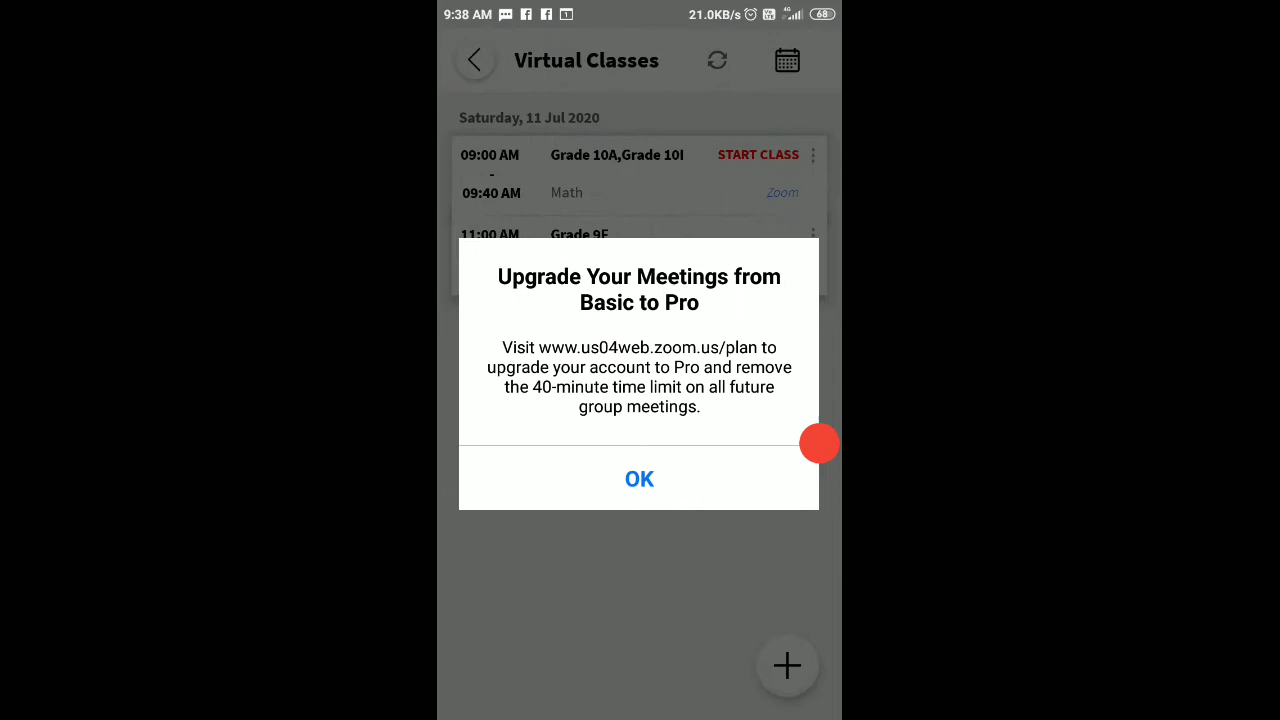 9:38 AM 21.0KB/s 4G 68
Virtual Classes
Saturday, 11 Jul 2020
09:00 AM Grade 10A,Grade 10I START CLASS
-
09:40 AM Math Zoom
11:00 AM Grade 9F
Upgrade Your Meetings from
Basic to Pro
Visit www.us04web.zoom.us/plan to
upgrade your account to Pro and remove
the 40-minute time limit on all future
group meetings.
OK